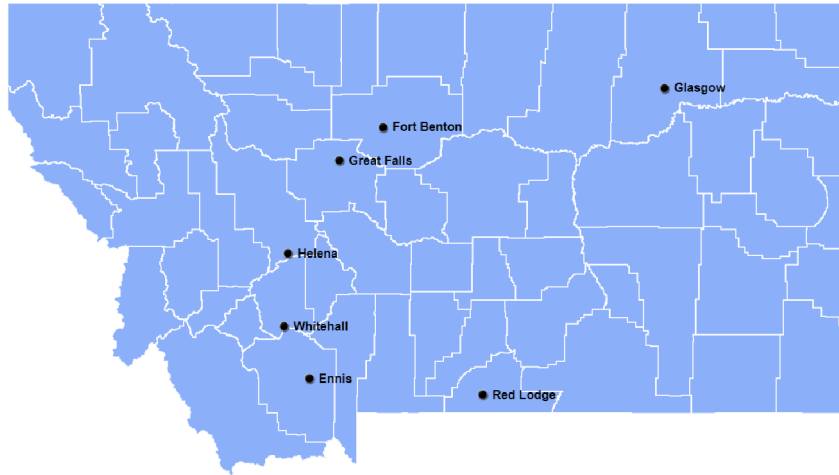 Glasgow
Fort Benton
Great Falls
Helena
Whitehall
Ennis
Red Lodge